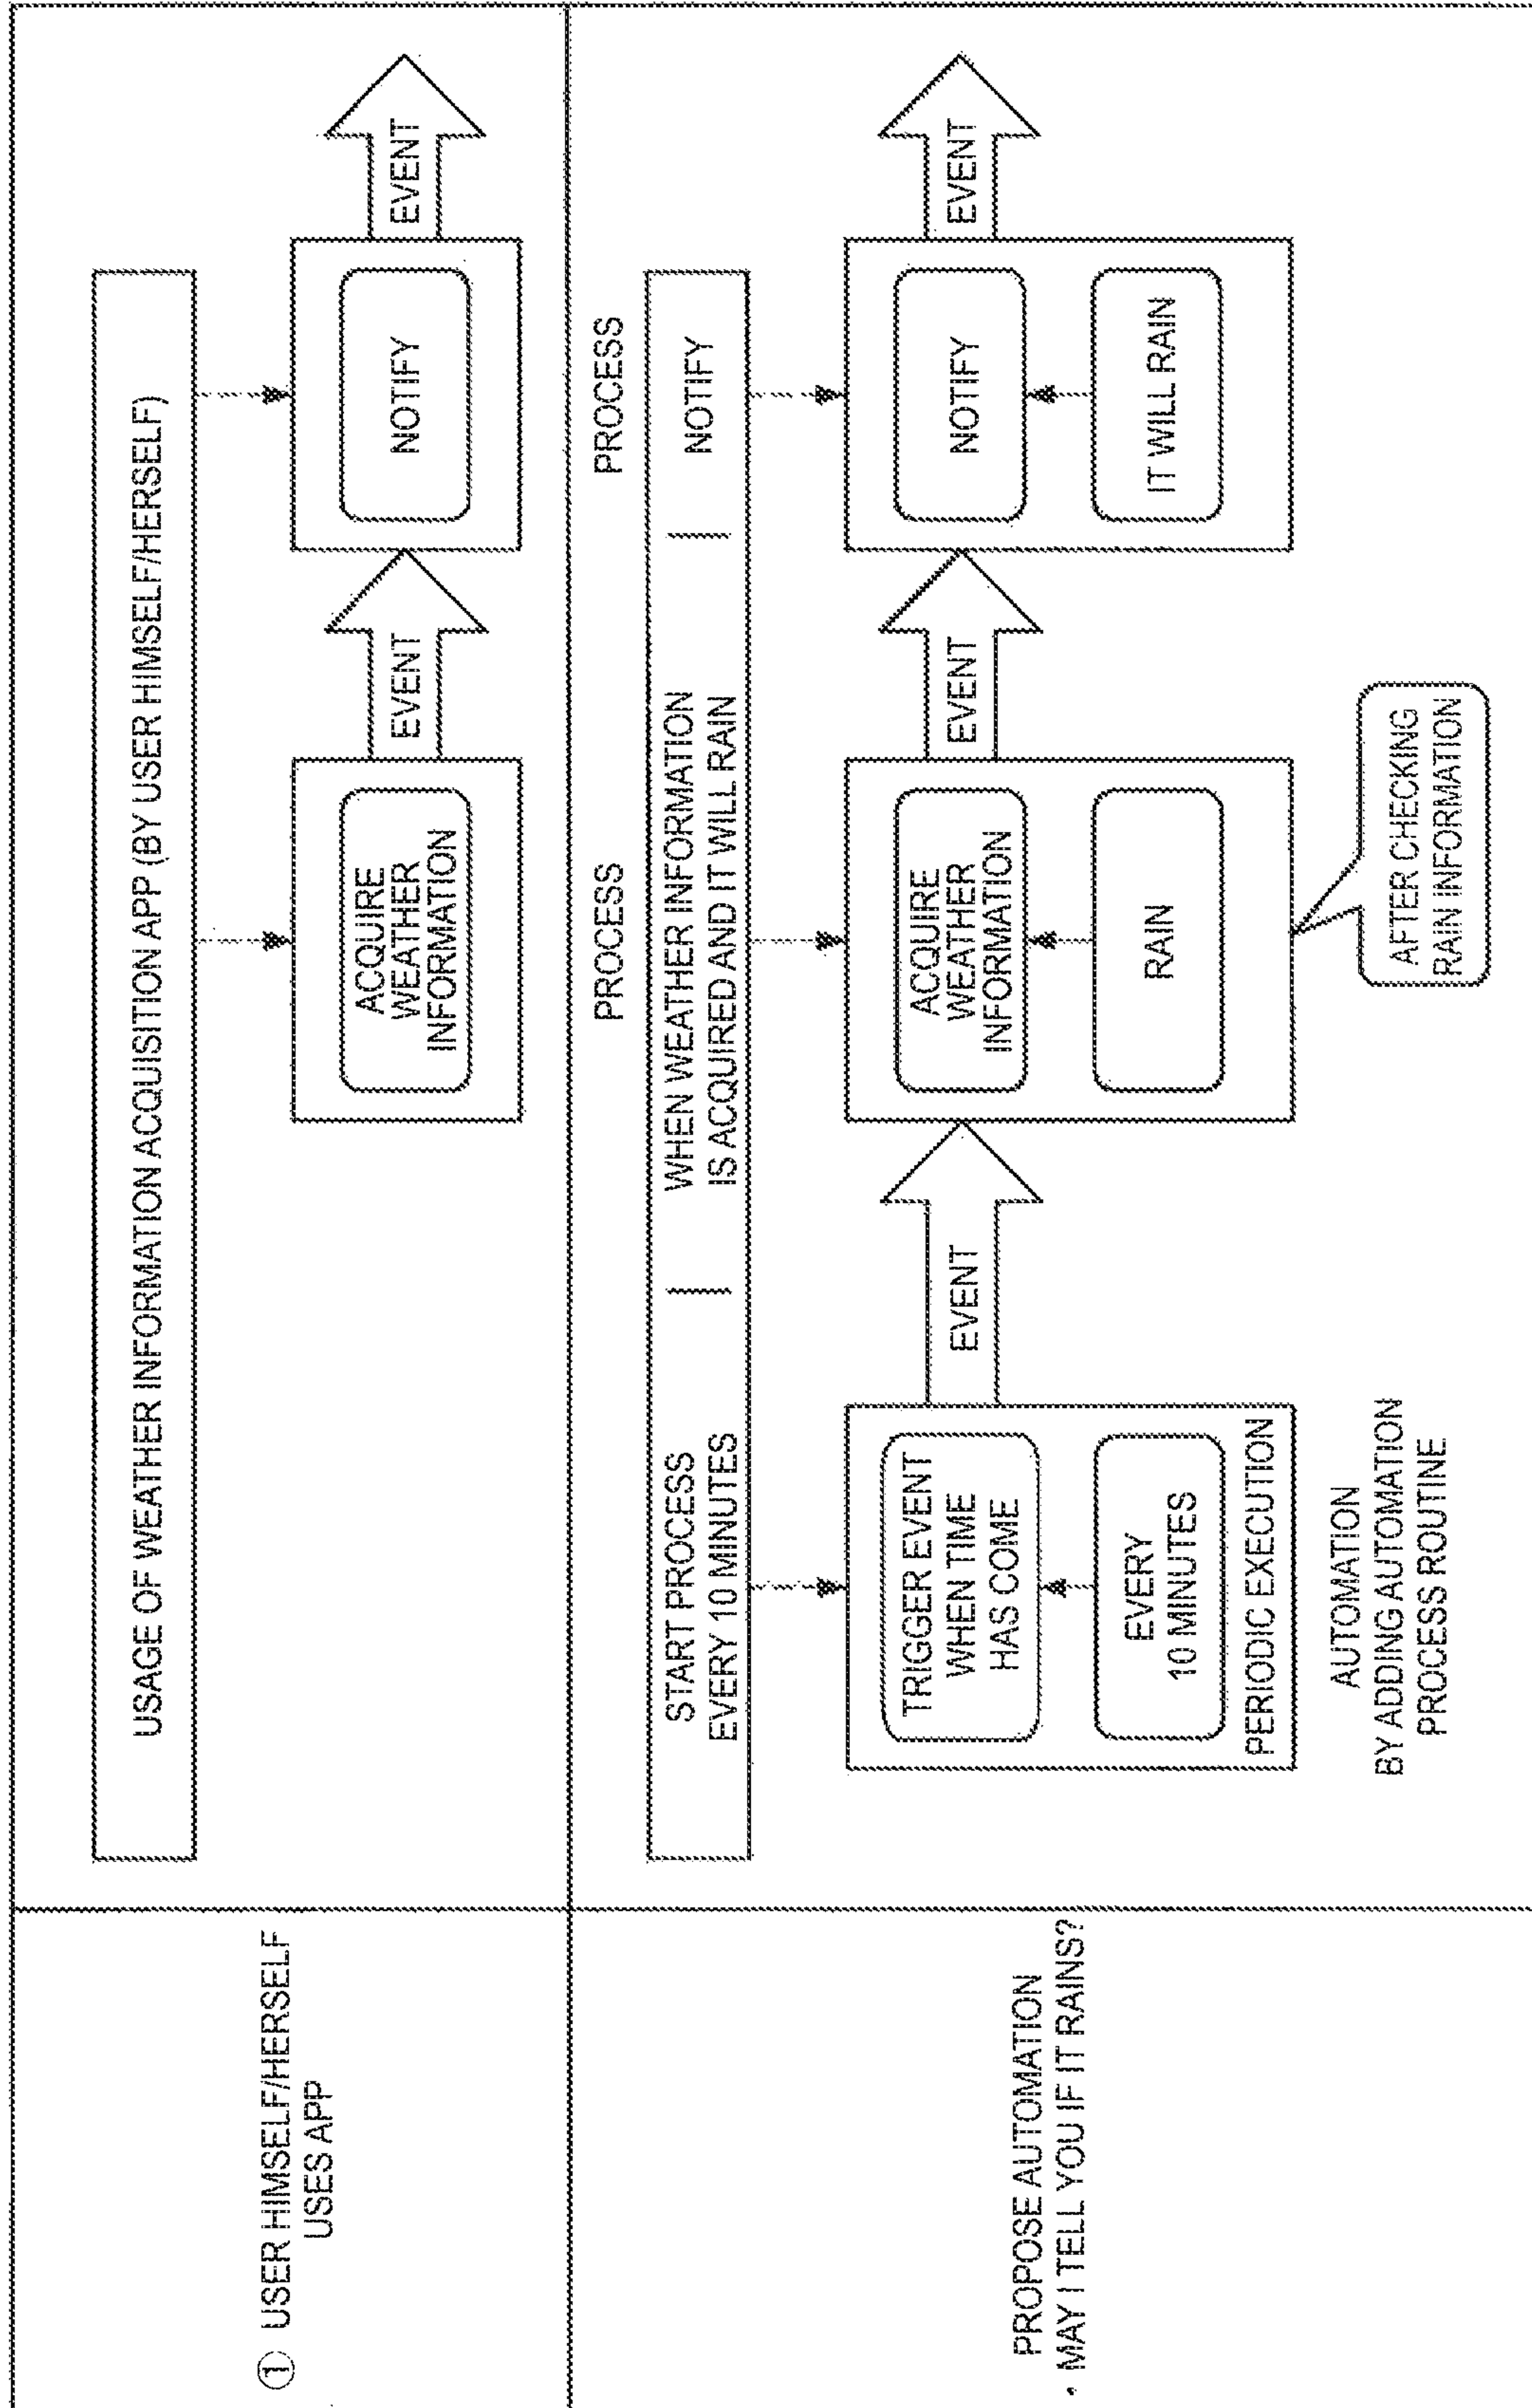 ① USER HIMSELF/HERSELF
USES APP
USAGE OF WEATHER INFORMATION ACQUISITION APP (BY USER HIMSELF/HERSELF)
ACQUIRE
WEATHER
INFORMATION
EVENT
NOTIFY
EVENT
PROPOSE AUTOMATION
・MAY I TELL YOU IF IT RAINS?
PROCESS
PROCESS
START PROCESS
EVERY 10 MINUTES
WHEN WEATHER INFORMATION
IS ACQUIRED AND IT WILL RAIN
NOTIFY
TRIGGER EVENT
WHEN TIME
HAS COME
EVERY
10 MINUTES
PERIODIC EXECUTION
EVENT
ACQUIRE
WEATHER
INFORMATION
RAIN
EVENT
NOTIFY
IT WILL RAIN
EVENT
AUTOMATION
BY ADDING AUTOMATION
PROCESS ROUTINE
AFTER CHECKING
RAIN INFORMATION